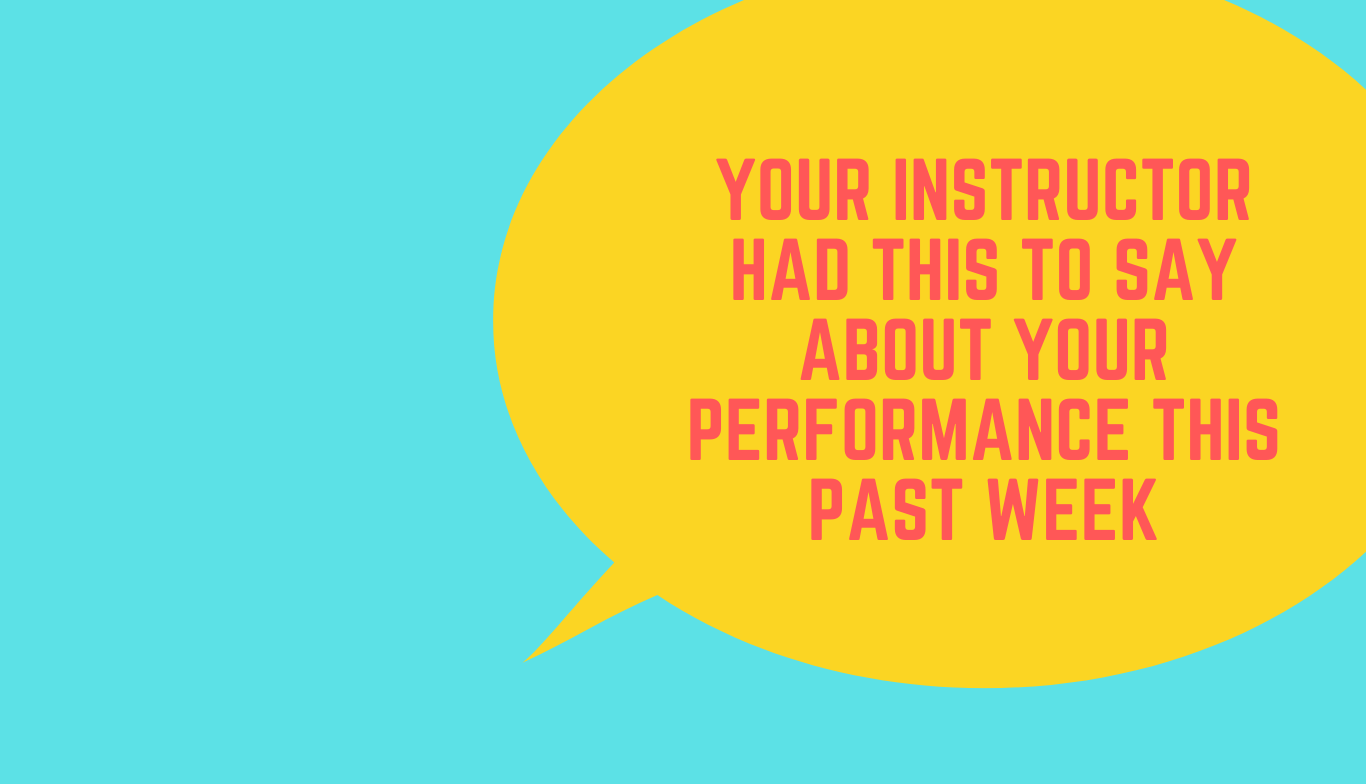 YOUR INSTRUCTOR
HAD THIS TO SAY
ABOUT YOUR
PERFORMANCE THIS
PAST WEEK